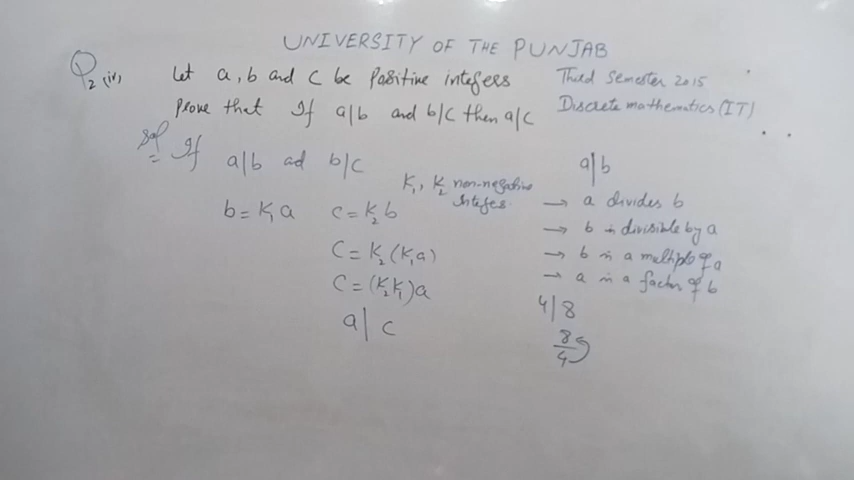 UNIVERSITY OF THE PUNJAB
Q2 (iv) Let a, b and c be Positive integers
prove that If a|b and b|c then a|c
Third Semester 2015
Discrete mathematics (IT)
Sol If a|b ad b|c
K₁, K₂ non-negative
Integes.
b = K₁a c = K₂b
C = K₂(K₁a)
C = (K₂K₁)a
a|c
a|b
→ a divides b
→ b is divisible by a
→ b is a multiple of a
→ a is a factor of b
4|8
8
4